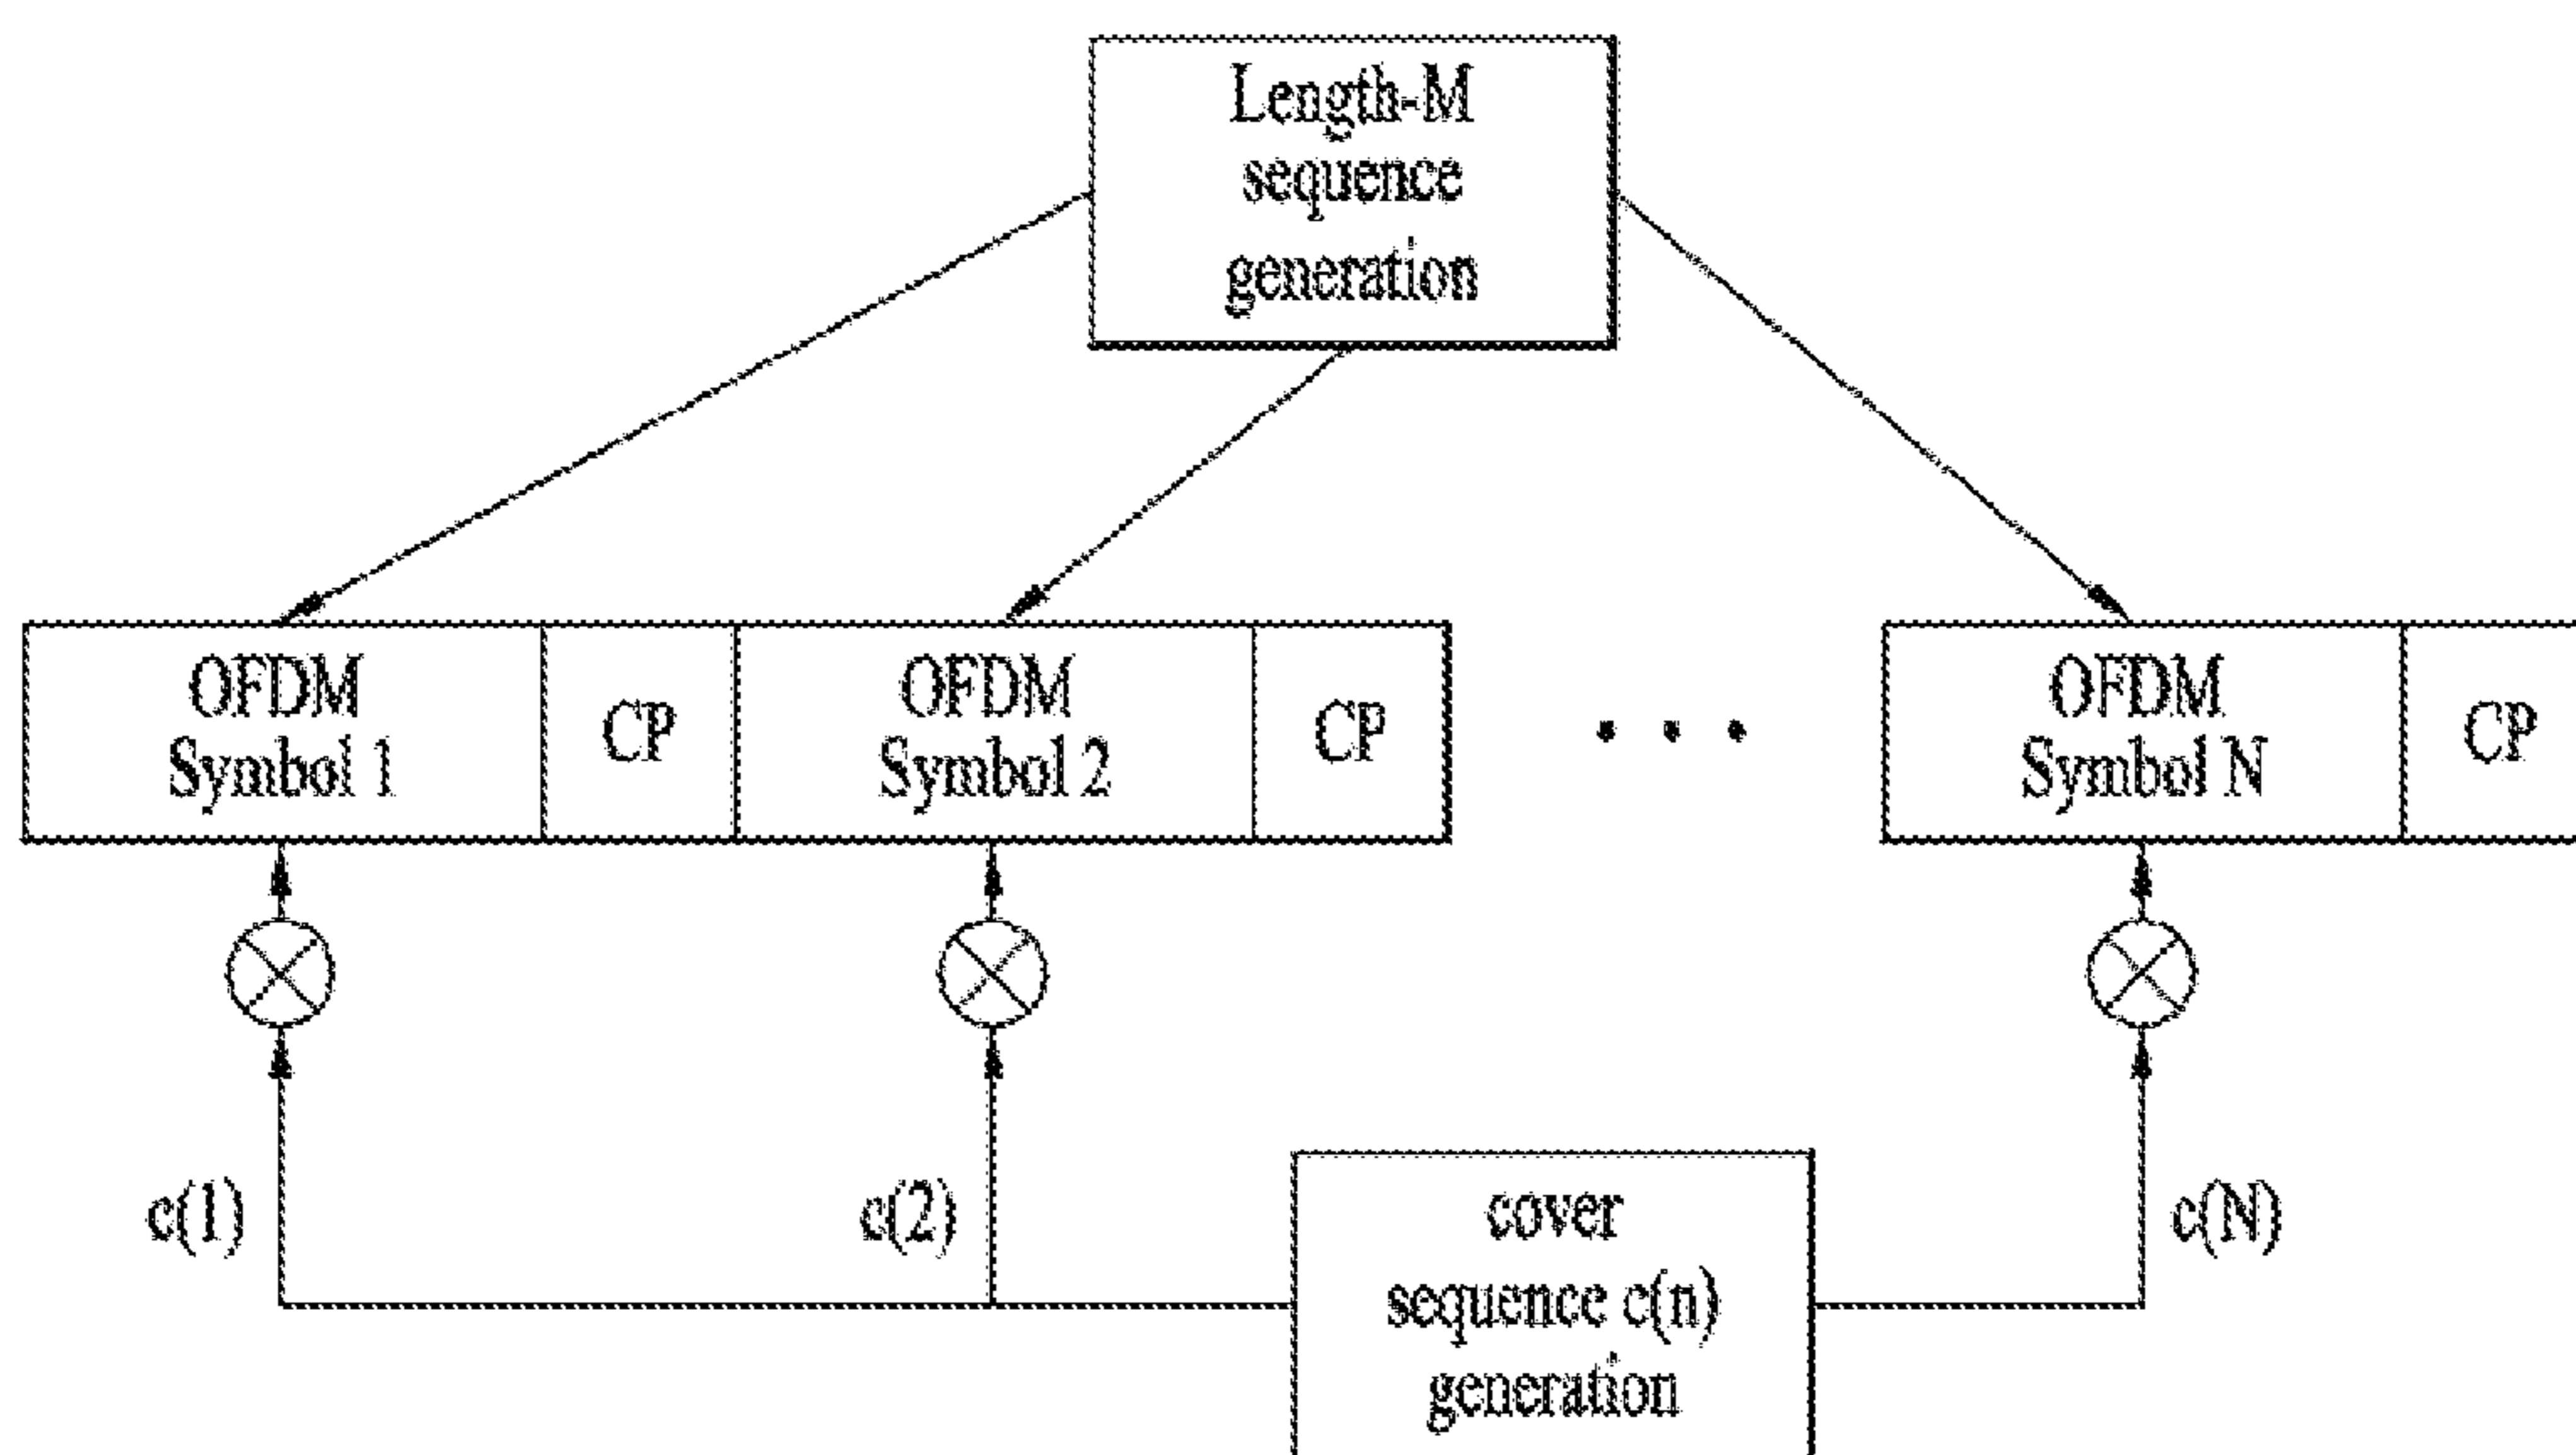 Length-M
sequence
generation
OFDM
Symbol 1
CP
OFDM
Symbol 2
CP
• • •
OFDM
Symbol N
CP
c(1)
c(2)
cover
sequence c(n)
generation
c(N)